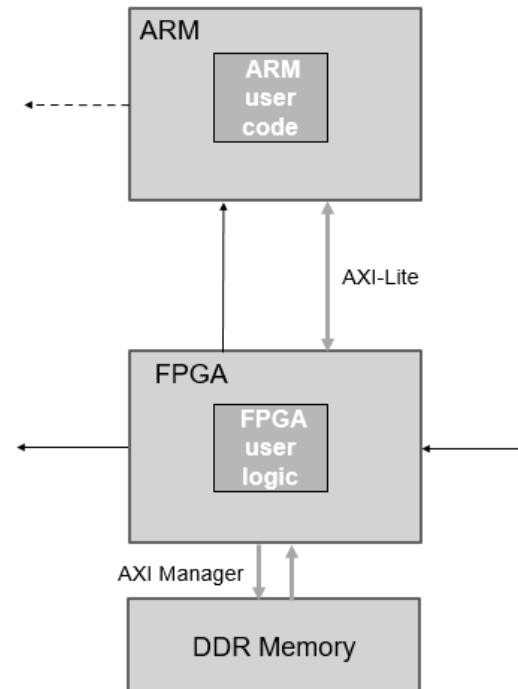 ARM
ARM
user
code
AXI-Lite
FPGA
FPGA
user
logic
AXI Manager
DDR Memory